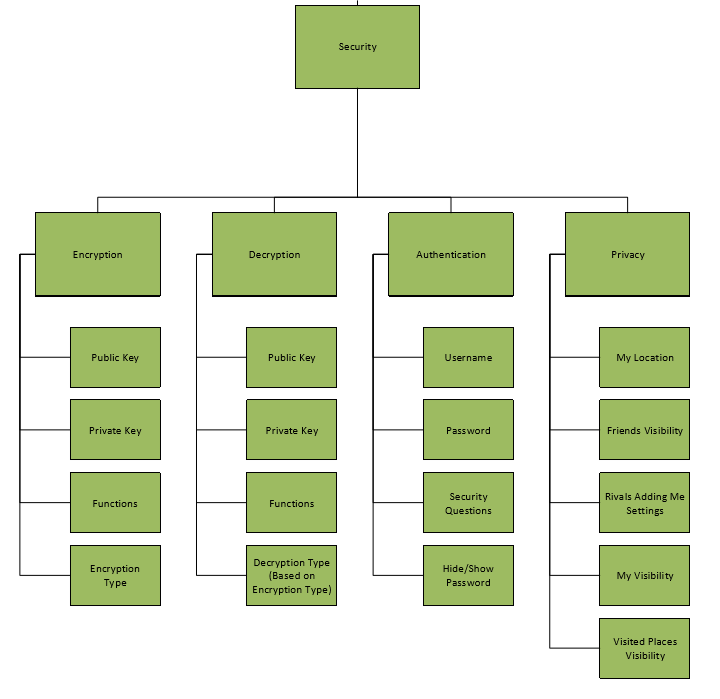 Security
Encryption
Decryption
Authentication
Privacy
Public Key
Public Key
Username
My Location
Private Key
Private Key
Password
Friends Visibility
Functions
Functions
Security
Questions
Rivals Adding Me
Settings
Encryption
Type
Decryption Type
(Based on
Encryption Type)
Hide/Show
Password
My Visibility
Visited Places
Visibility